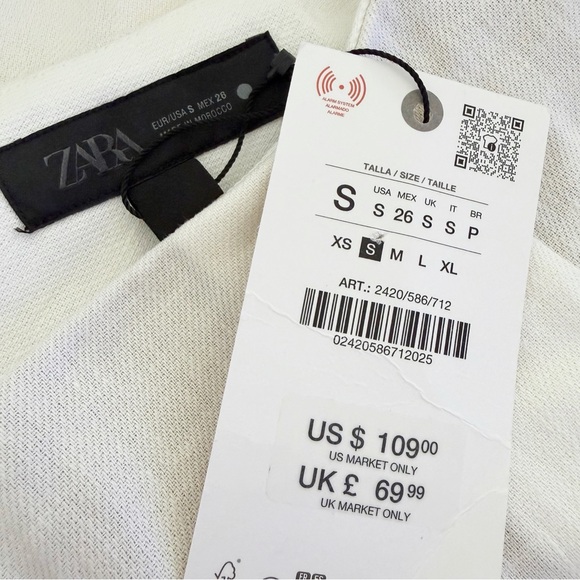 ZARA
EUR/USA S MEX 26
MADE IN MOROCCO
ALARM SYSTEM
ALARMADO
ALARME
TALLA / SIZE / TAILLE
USA MEX UK IT BR
S S 26 S S P
XS S M L XL
ART.: 2420/586/712
02420586712025
US $ 109 00
US MARKET ONLY
UK £ 69 99
UK MARKET ONLY